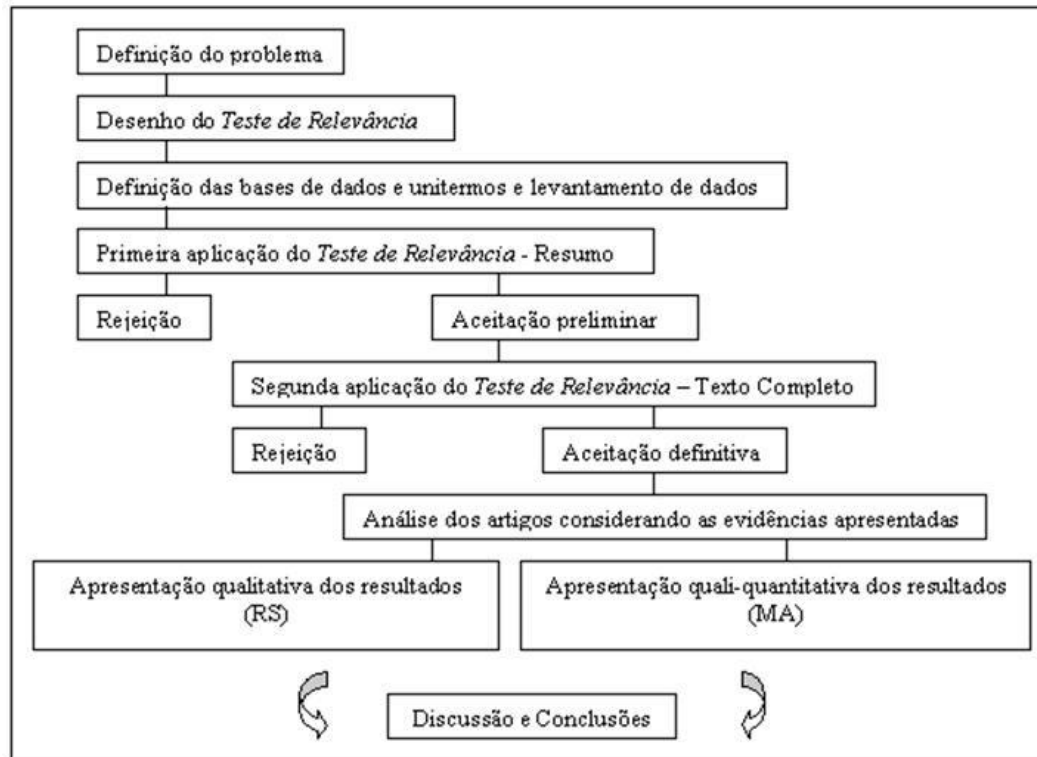 Definição do problema
Desenho do Teste de Relevância
Definição das bases de dados e unitermos e levantamento de dados
Primeira aplicação do Teste de Relevância - Resumo
Rejeição
Aceitação preliminar
Segunda aplicação do Teste de Relevância – Texto Completo
Rejeição
Aceitação definitiva
Análise dos artigos considerando as evidências apresentadas
Apresentação qualitativa dos resultados
(RS)
Apresentação quali-quantitativa dos resultados
(MA)
Discussão e Conclusões